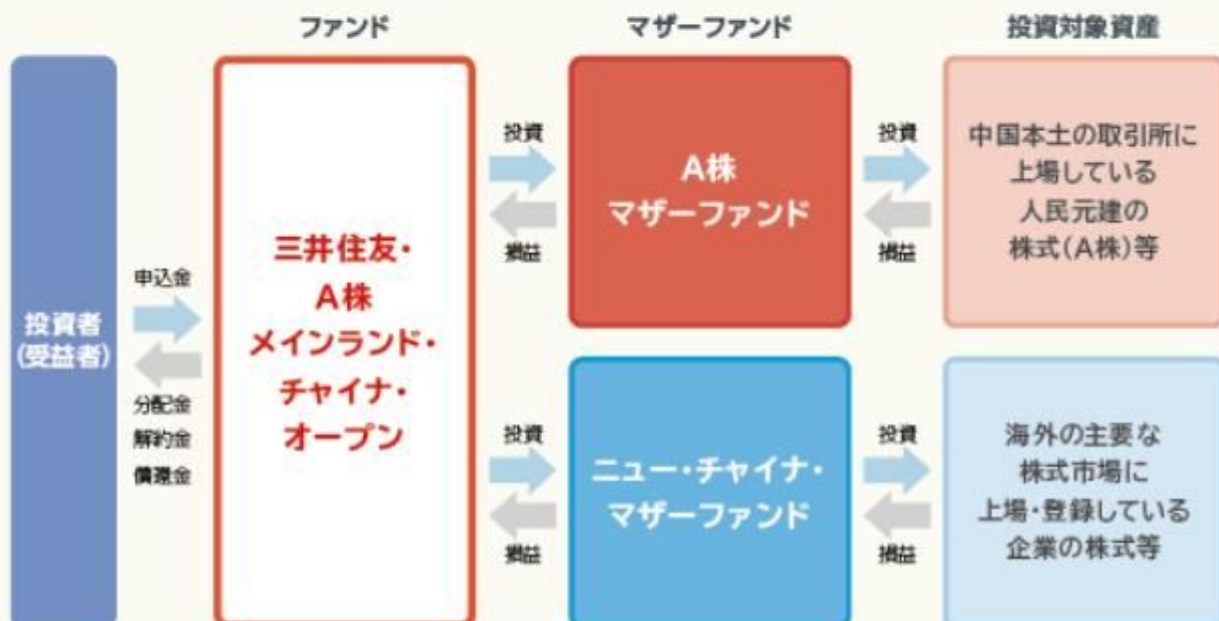 ファンド
マザーファンド
投資対象資産
投資者
(受益者)
申込金
分配金
解約金
償還金
三井住友・
A株
メインランド・
チャイナ・
オープン
投資
損益
A株
マザーファンド
投資
損益
中国本土の取引所に
上場している
人民元建の
株式(A株)等
投資
損益
ニュー・チャイナ・
マザーファンド
投資
損益
海外の主要な
株式市場に
上場・登録している
企業の株式等